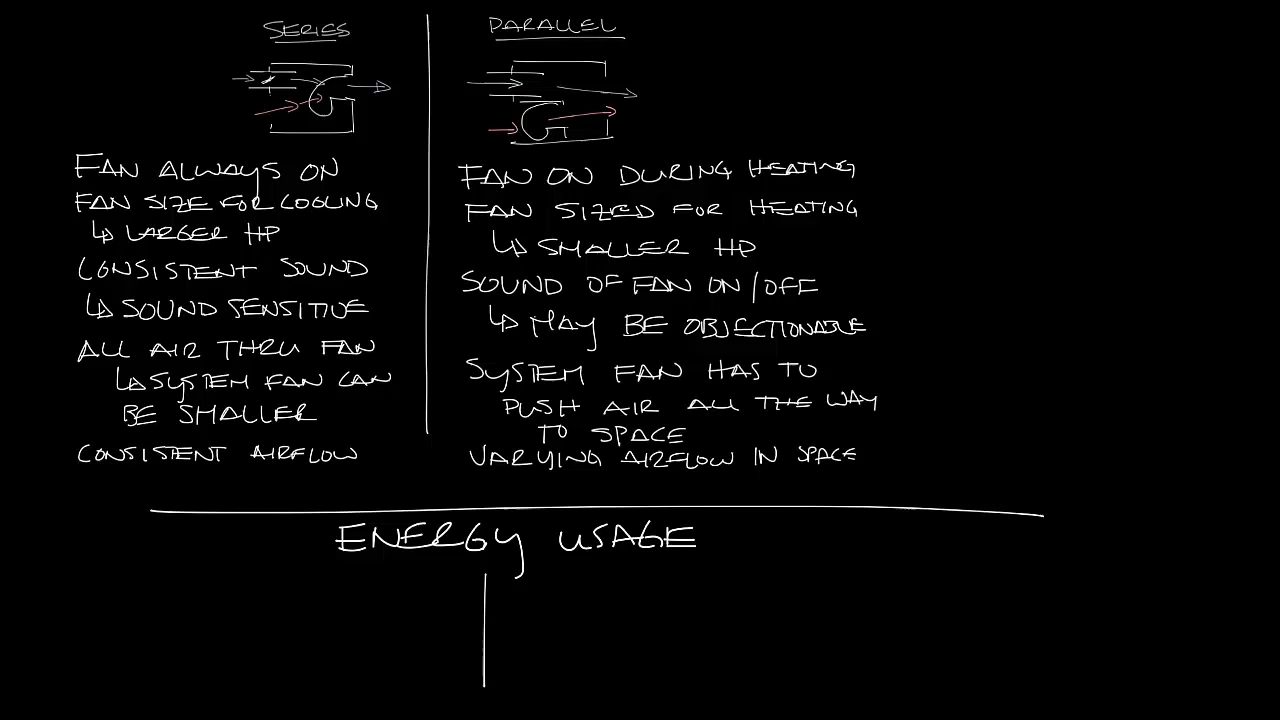 SERIES
FAN ALWAYS ON
FAN SIZE FOR COOLING
↳ LARGER HP
CONSISTENT SOUND
↳ SOUND SENSITIVE
ALL AIR THRU FAN
↳ SYSTEM FAN CAN
BE SMALLER
CONSISTENT AIRFLOW
PARALLEL
FAN ON DURING HEATING
FAN SIZED FOR HEATING
↳ SMALLER HP
SOUND OF FAN ON/OFF
↳ MAY BE OBJECTIONABLE
SYSTEM FAN HAS TO
PUSH AIR ALL THE WAY
TO SPACE
VARYING AIRFLOW IN SPACE
ENERGY USAGE